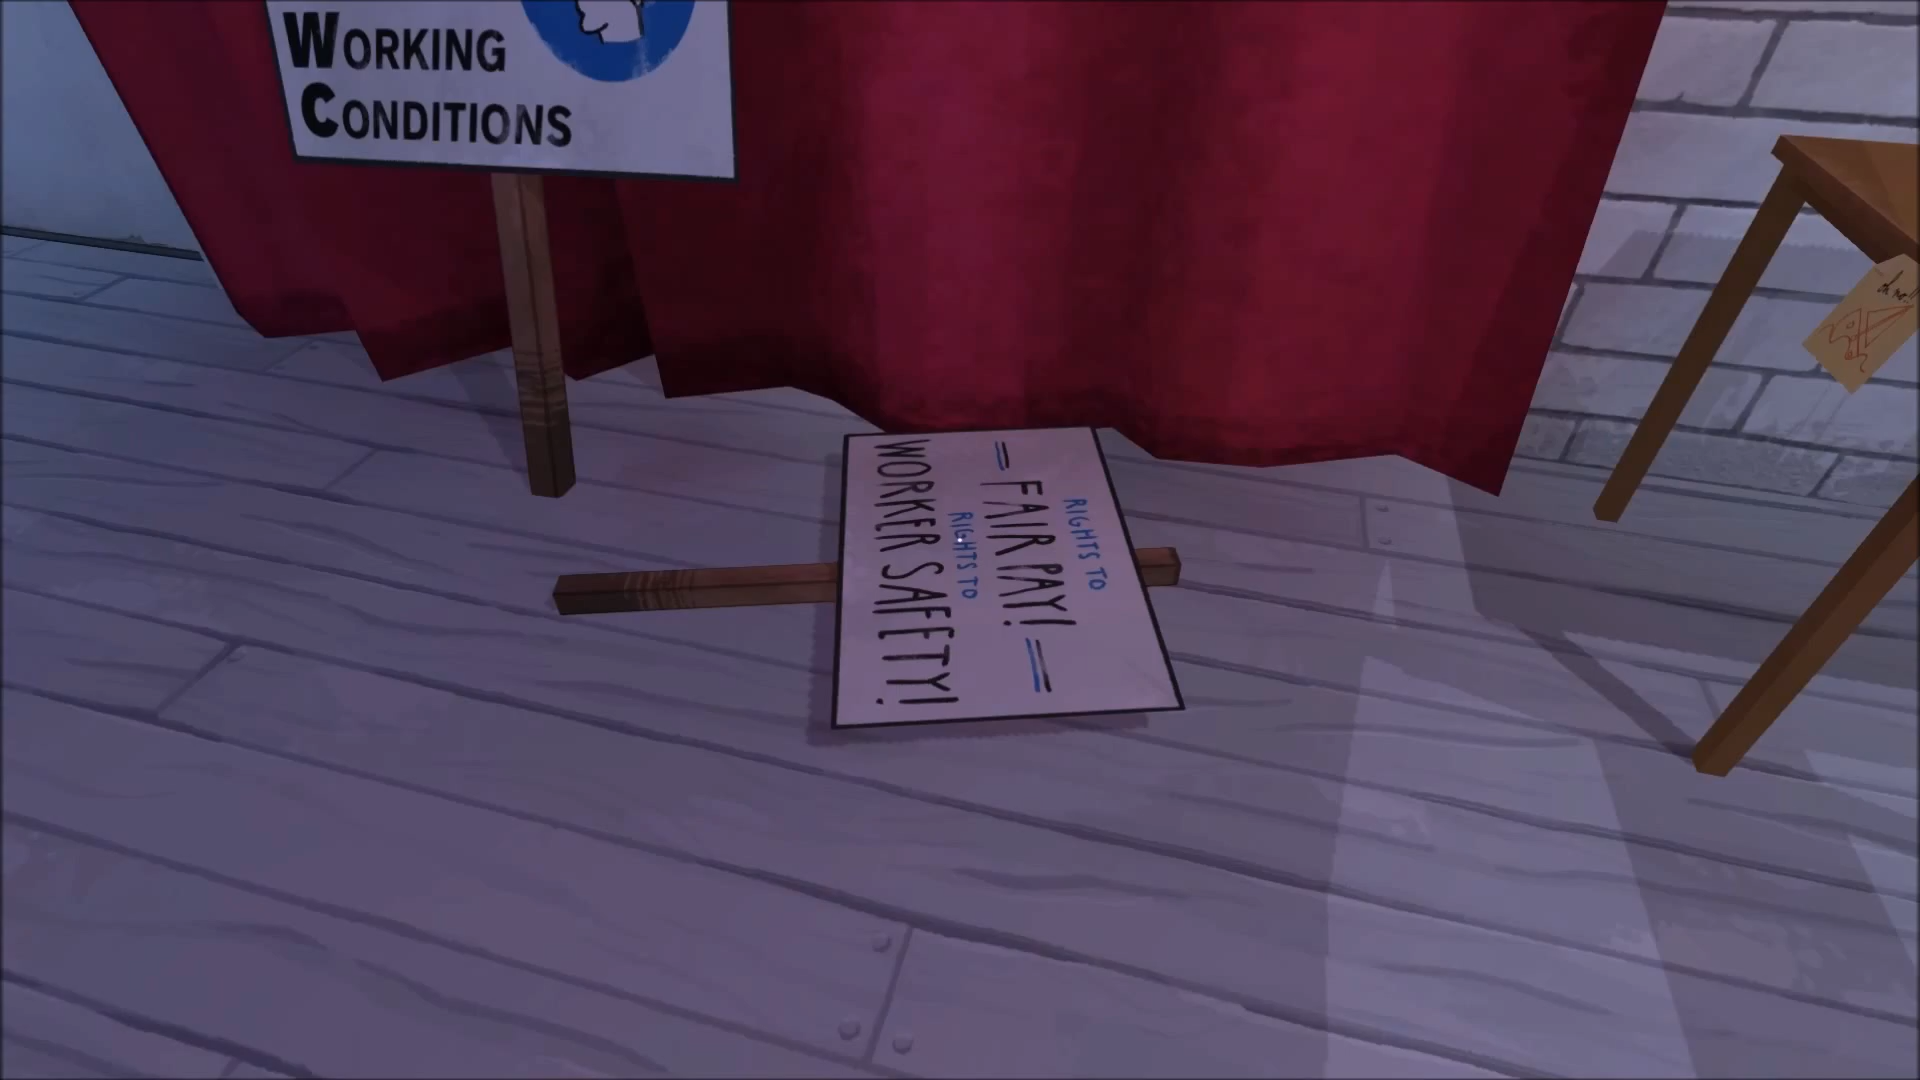 WORKING
CONDITIONS
RIGHTS TO
FAIR PAY!
RIGHTS TO
WORKER SAFETY!